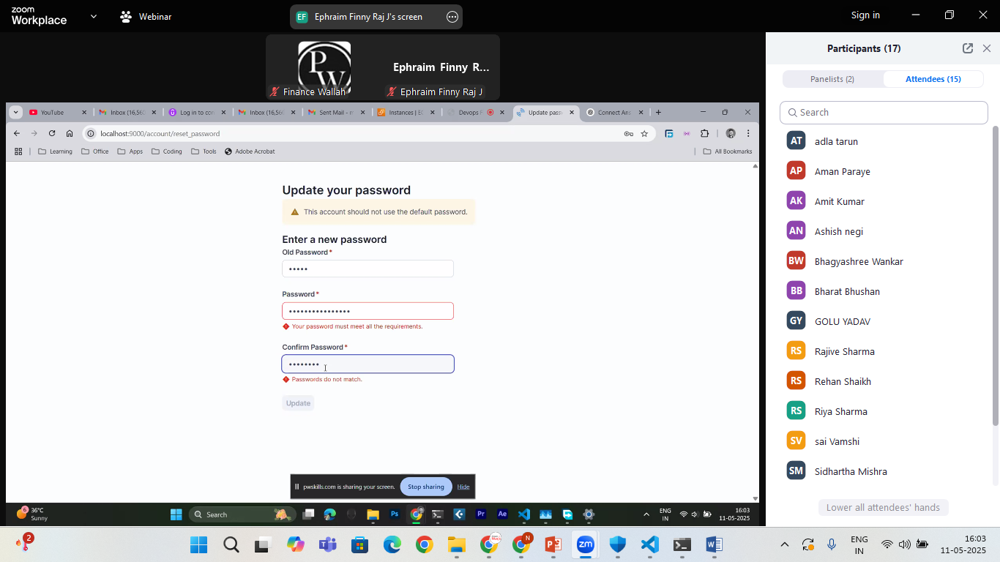 zoom
Workplace
Webinar
EF Ephraim Finny Raj J's screen
Sign in
PW
Finance Wallah
Ephraim Finny R...
Ephraim Finny Raj J
Participants (17)
Panelists (2)
Attendees (15)
Search
AT adla tarun
AP Aman Paraye
AK Amit Kumar
AN Ashish negi
BW Bhagyashree Wankar
BB Bharat Bhushan
GY GOLU YADAV
RS Rajive Sharma
RS Rehan Shaikh
RS Riya Sharma
SV sai Vamshi
SM Sidhartha Mishra
Lower all attendees' hands
YouTube
Inbox (16,56
Log in to con
Inbox (16,56
Sent Mail - m
Instances | E
Devops F
Update pass
Connect Ans
localhost:9000/account/reset_password
Learning
Office
Apps
Coding
Tools
Adobe Acrobat
All Bookmarks
Update your password
This account should not use the default password.
Enter a new password
Old Password*
Password*
Your password must meet all the requirements.
Confirm Password*
Passwords do not match.
Update
pwskills.com is sharing your screen.
Stop sharing
Hide
6
36°C
Sunny
Search
Ps
Pr
Ae
ENG
IN
16:03
11-05-2025
2
N
zm
ENG
IN
16:03
11-05-2025